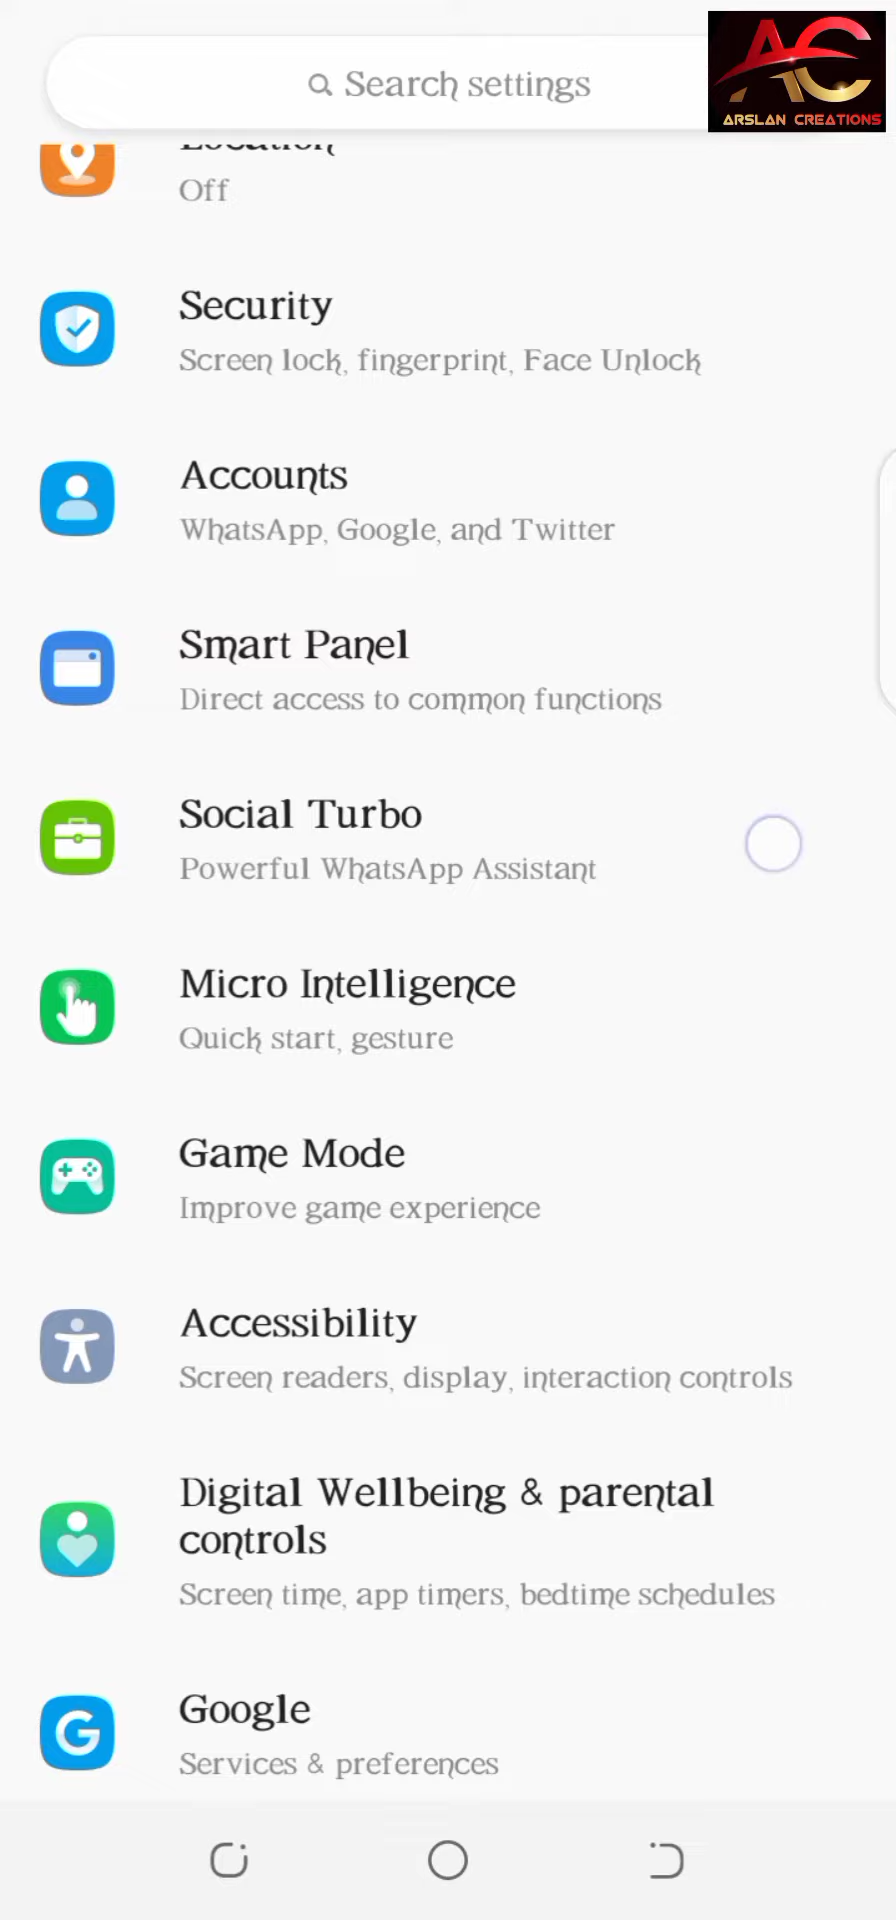 Search settings
ARSLAN CREATIONS
Location
Off
Security
Screen lock, fingerprint, Face Unlock
Accounts
WhatsApp, Google, and Twitter
Smart Panel
Direct access to common functions
Social Turbo
Powerful WhatsApp Assistant
Micro Intelligence
Quick start, gesture
Game Mode
Improve game experience
Accessibility
Screen readers, display, interaction controls
Digital Wellbeing & parental
controls
Screen time, app timers, bedtime schedules
Google
Services & preferences